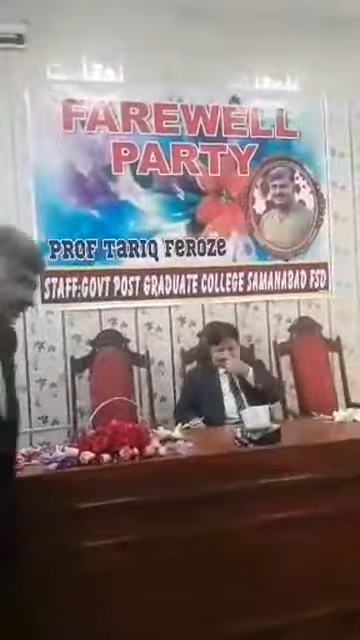 FAREWELL
PARTY
PROF TARIQ FEROZE
STAFF:GOVT POST GRADUATE COLLEGE SAMANABAD FSD